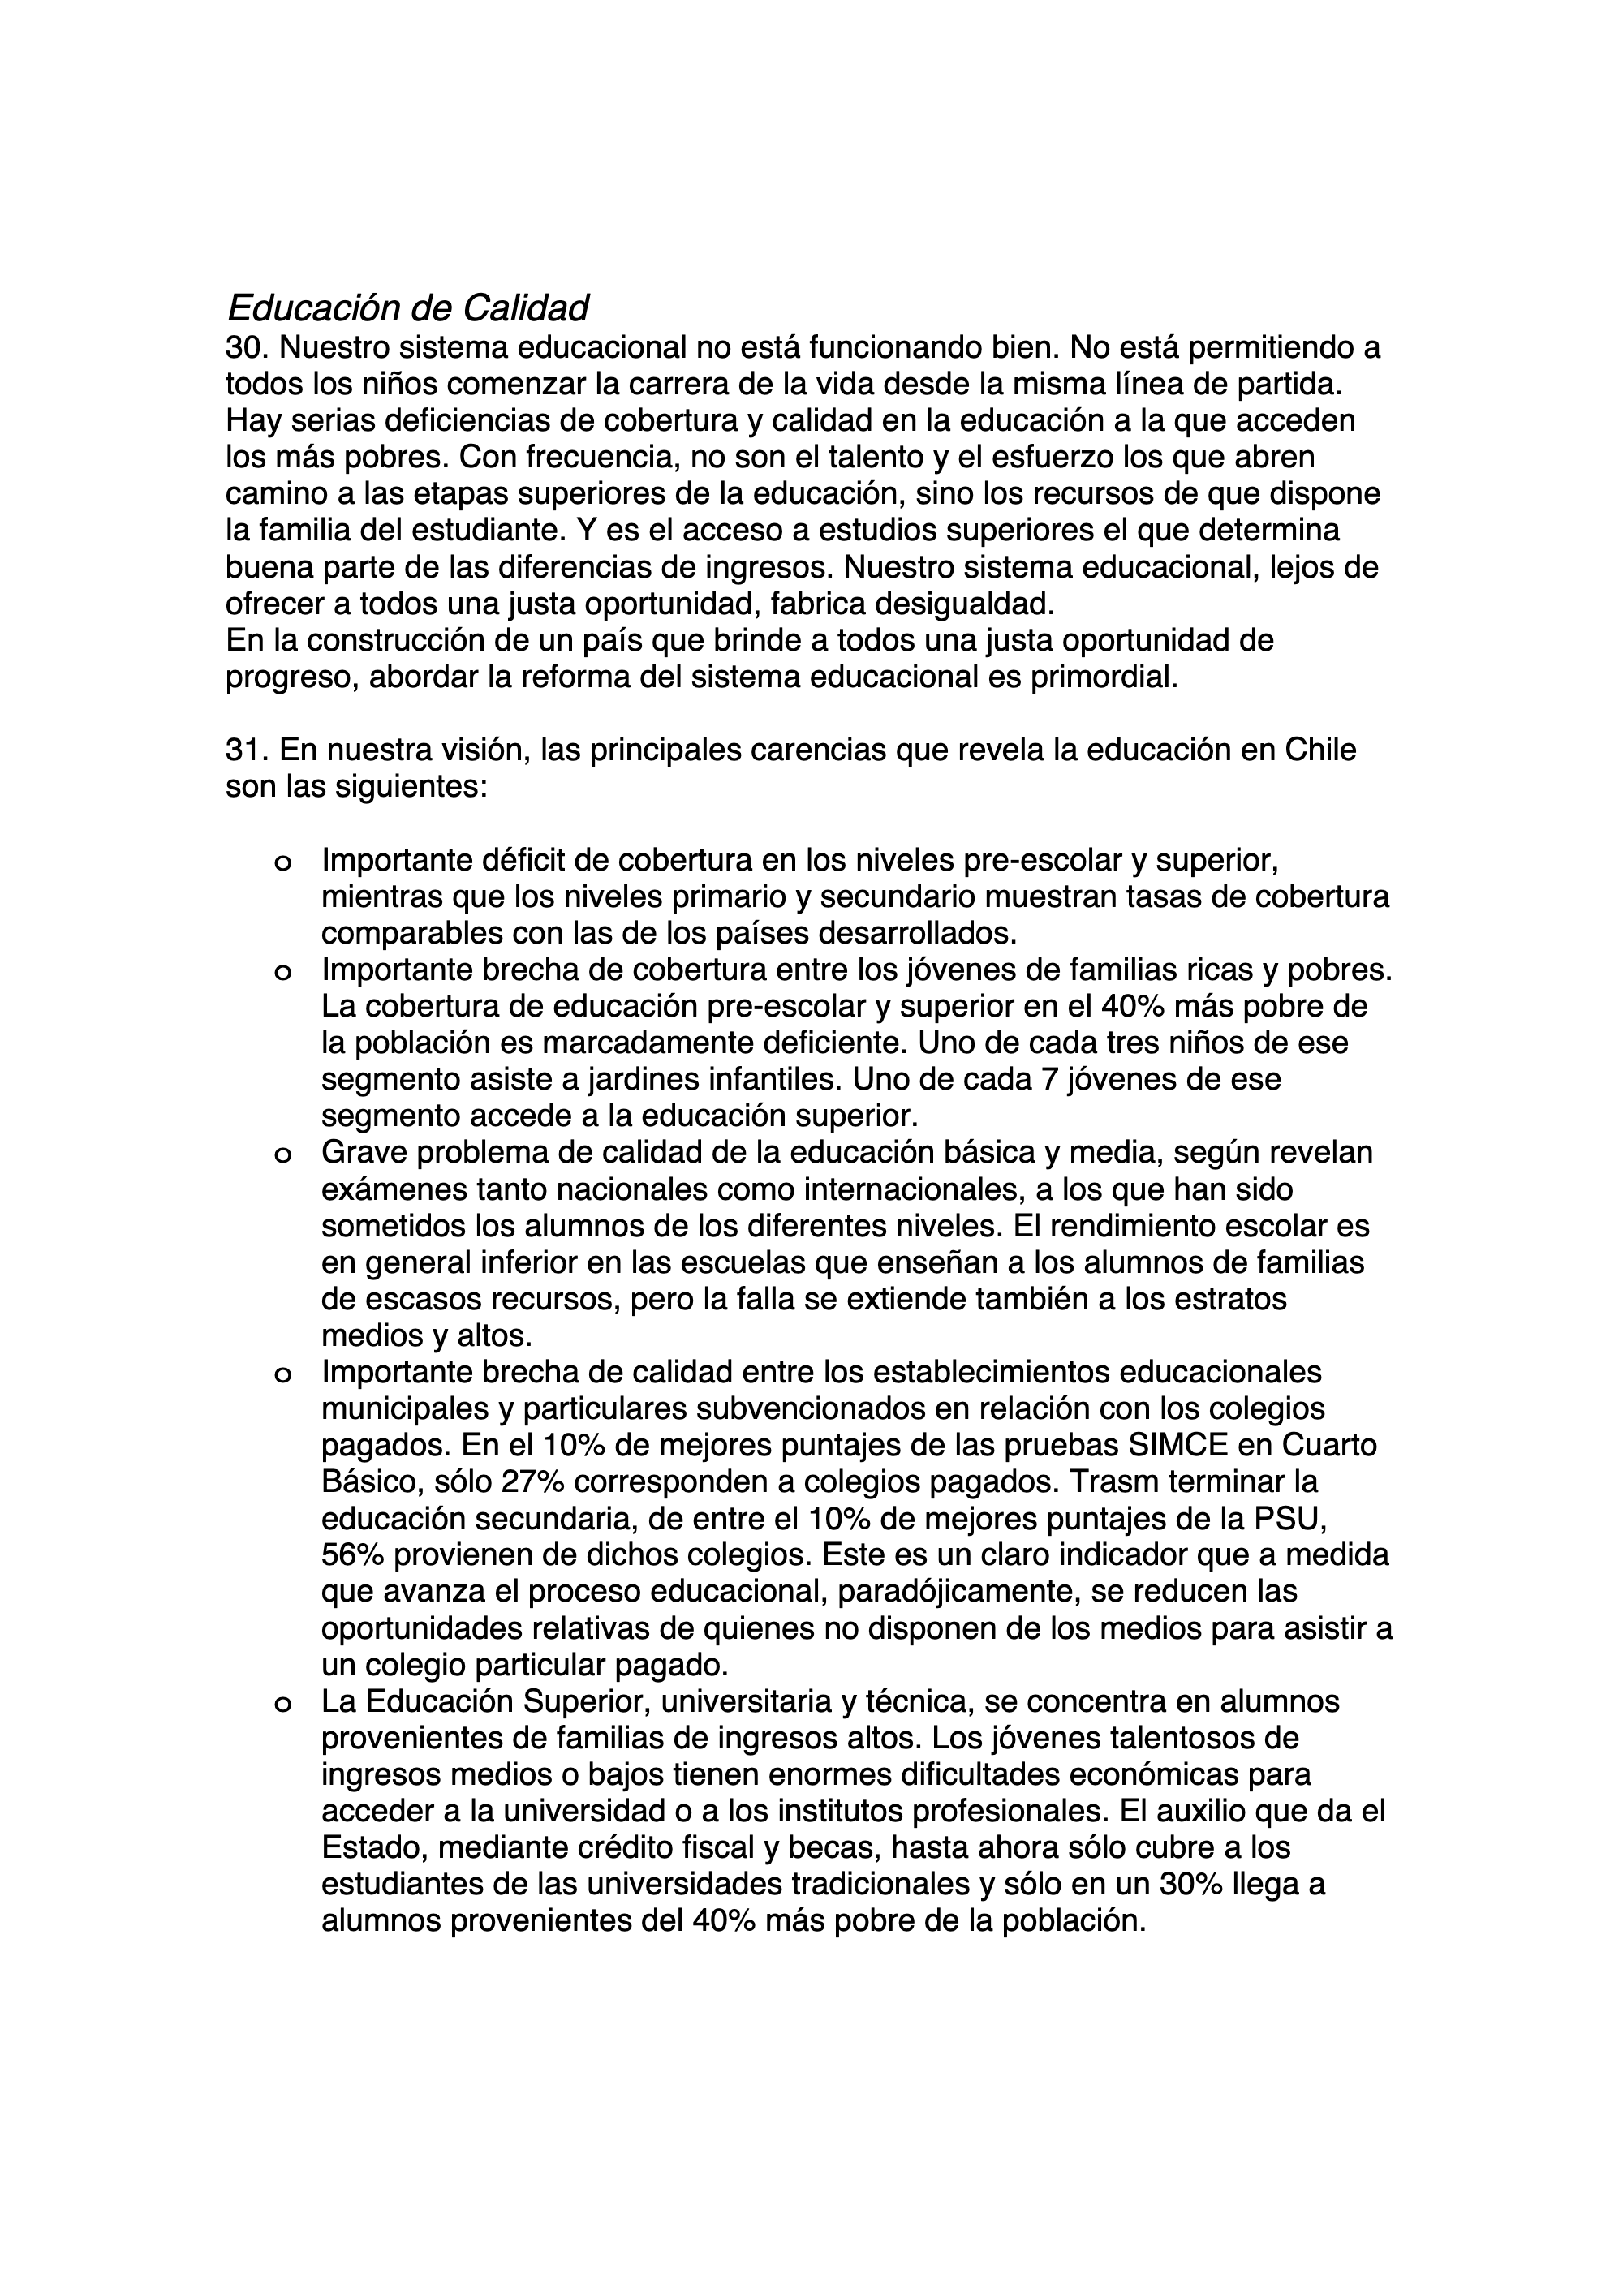 Educación de Calidad
30. Nuestro sistema educacional no está funcionando bien. No está permitiendo a
todos los niños comenzar la carrera de la vida desde la misma línea de partida.
Hay serias deficiencias de cobertura y calidad en la educación a la que acceden
los más pobres. Con frecuencia, no son el talento y el esfuerzo los que abren
camino a las etapas superiores de la educación, sino los recursos de que dispone
la familia del estudiante. Y es el acceso a estudios superiores el que determina
buena parte de las diferencias de ingresos. Nuestro sistema educacional, lejos de
ofrecer a todos una justa oportunidad, fabrica desigualdad.
En la construcción de un país que brinde a todos una justa oportunidad de
progreso, abordar la reforma del sistema educacional es primordial.
31. En nuestra visión, las principales carencias que revela la educación en Chile
son las siguientes:
o Importante déficit de cobertura en los niveles pre-escolar y superior,
mientras que los niveles primario y secundario muestran tasas de cobertura
comparables con las de los países desarrollados.
o Importante brecha de cobertura entre los jóvenes de familias ricas y pobres.
La cobertura de educación pre-escolar y superior en el 40% más pobre de
la población es marcadamente deficiente. Uno de cada tres niños de ese
segmento asiste a jardines infantiles. Uno de cada 7 jóvenes de ese
segmento accede a la educación superior.
o Grave problema de calidad de la educación básica y media, según revelan
exámenes tanto nacionales como internacionales, a los que han sido
sometidos los alumnos de los diferentes niveles. El rendimiento escolar es
en general inferior en las escuelas que enseñan a los alumnos de familias
de escasos recursos, pero la falla se extiende también a los estratos
medios y altos.
o Importante brecha de calidad entre los establecimientos educacionales
municipales y particulares subvencionados en relación con los colegios
pagados. En el 10% de mejores puntajes de las pruebas SIMCE en Cuarto
Básico, sólo 27% corresponden a colegios pagados. Trasm terminar la
educación secundaria, de entre el 10% de mejores puntajes de la PSU,
56% provienen de dichos colegios. Este es un claro indicador que a medida
que avanza el proceso educacional, paradójicamente, se reducen las
oportunidades relativas de quienes no disponen de los medios para asistir a
un colegio particular pagado.
o La Educación Superior, universitaria y técnica, se concentra en alumnos
provenientes de familias de ingresos altos. Los jóvenes talentosos de
ingresos medios o bajos tienen enormes dificultades económicas para
acceder a la universidad o a los institutos profesionales. El auxilio que da el
Estado, mediante crédito fiscal y becas, hasta ahora sólo cubre a los
estudiantes de las universidades tradicionales y sólo en un 30% llega a
alumnos provenientes del 40% más pobre de la población.